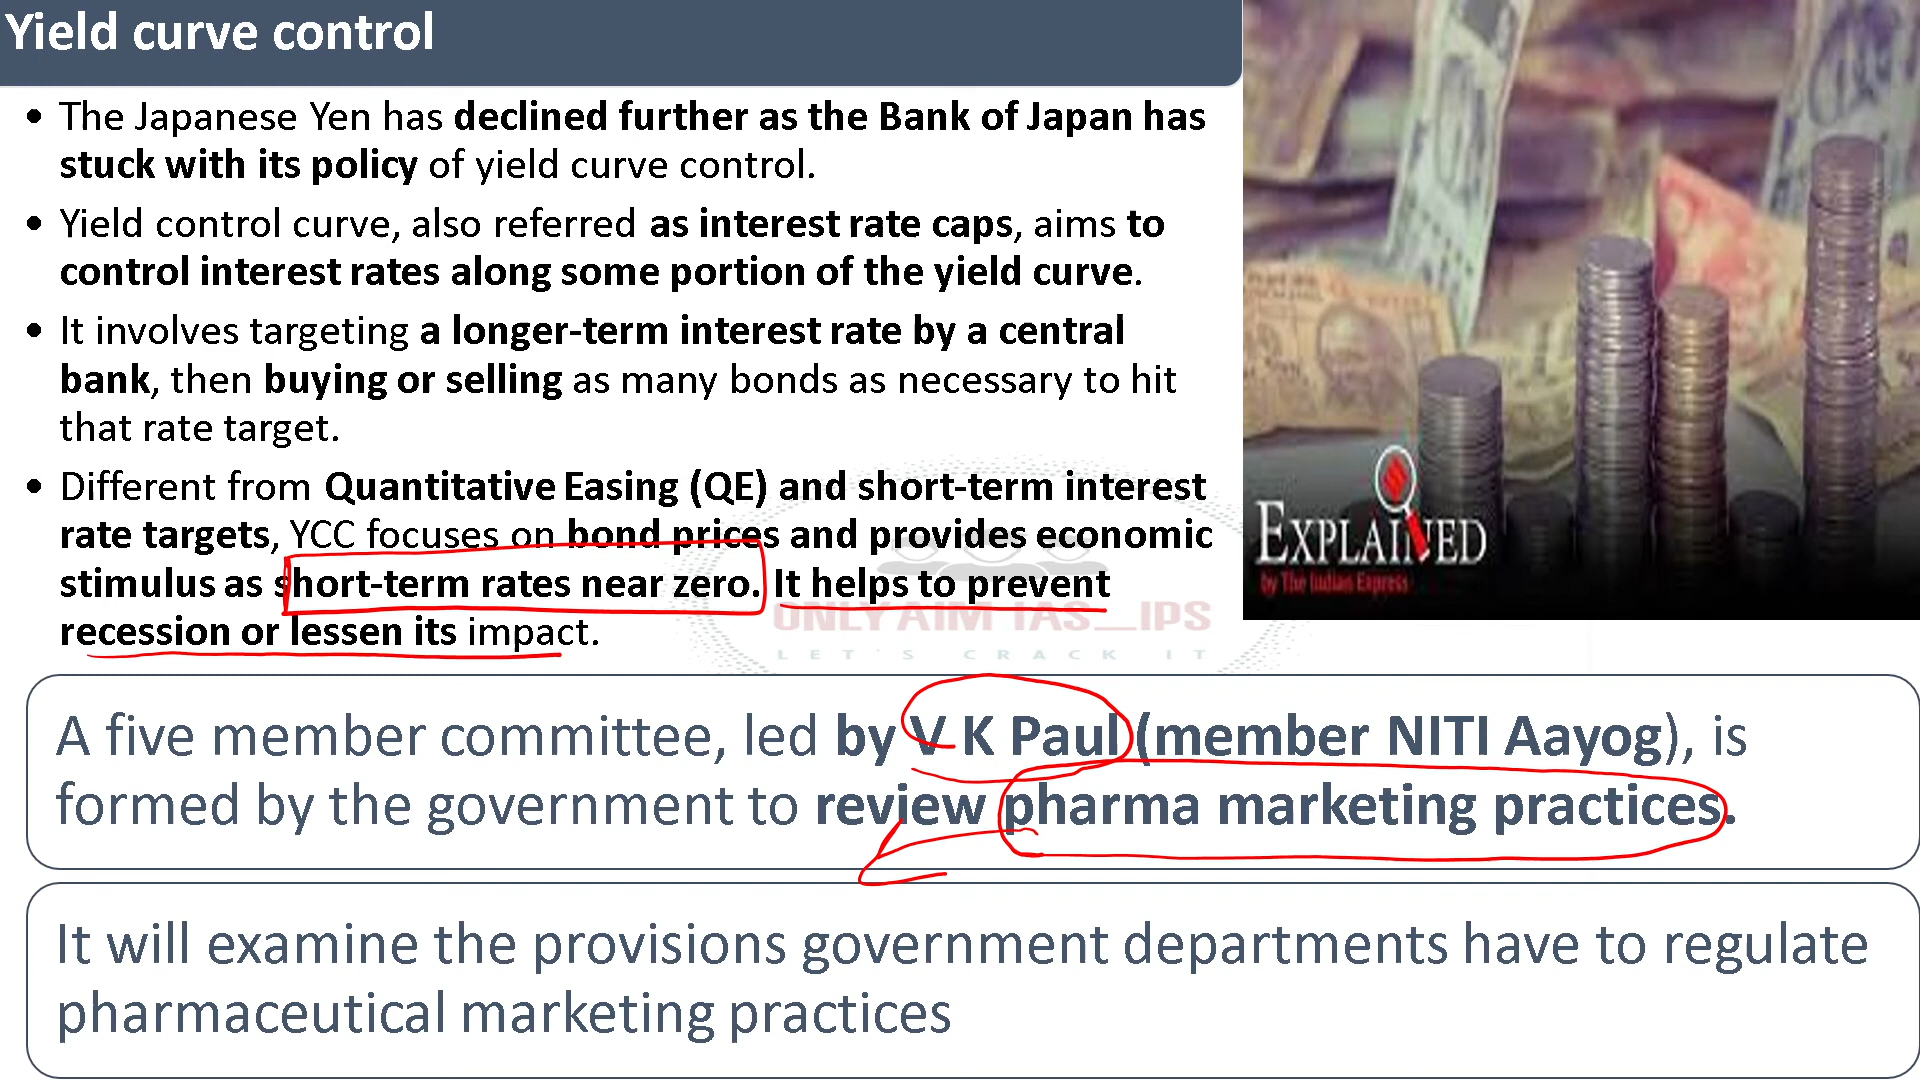 Yield curve control
• The Japanese Yen has declined further as the Bank of Japan has
stuck with its policy of yield curve control.
• Yield control curve, also referred as interest rate caps, aims to
control interest rates along some portion of the yield curve.
• It involves targeting a longer-term interest rate by a central
bank, then buying or selling as many bonds as necessary to hit
that rate target.
• Different from Quantitative Easing (QE) and short-term interest
rate targets, YCC focuses on bond prices and provides economic
stimulus as short-term rates near zero. It helps to prevent
recession or lessen its impact.
ONLY AIM IAS__IPS
LET'S CRACK IT
EXPLAINED
by The Indian Express
A five member committee, led by V K Paul (member NITI Aayog), is
formed by the government to review pharma marketing practices.
It will examine the provisions government departments have to regulate
pharmaceutical marketing practices